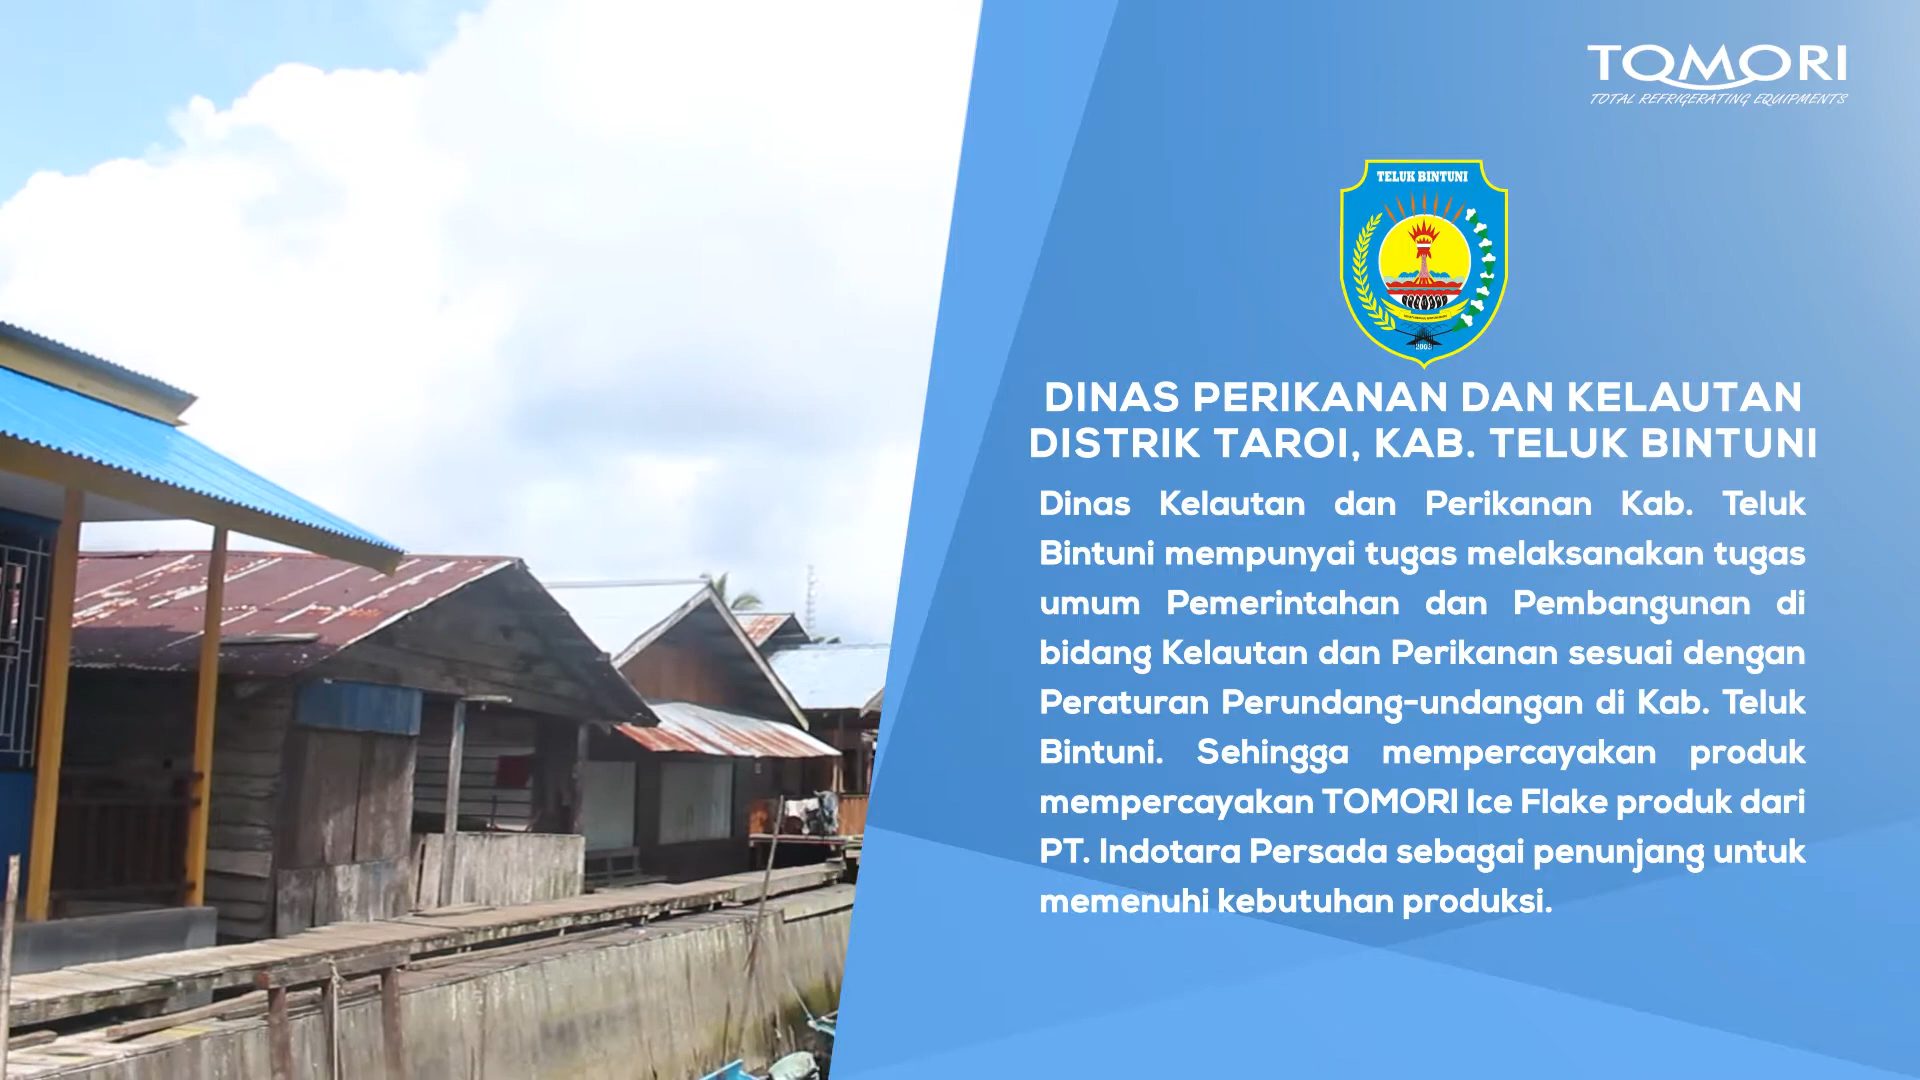 TOMORI
TOTAL REFRIGERATING EQUIPMENTS
TELUK BINTUNI
2003
DINAS PERIKANAN DAN KELAUTAN
DISTRIK TAROI, KAB. TELUK BINTUNI
Dinas Kelautan dan Perikanan Kab. Teluk
Bintuni mempunyai tugas melaksanakan tugas
umum Pemerintahan dan Pembangunan di
bidang Kelautan dan Perikanan sesuai dengan
Peraturan Perundang-undangan di Kab. Teluk
Bintuni. Sehingga mempercayakan produk
mempercayakan TOMORI Ice Flake produk dari
PT. Indotara Persada sebagai penunjang untuk
memenuhi kebutuhan produksi.